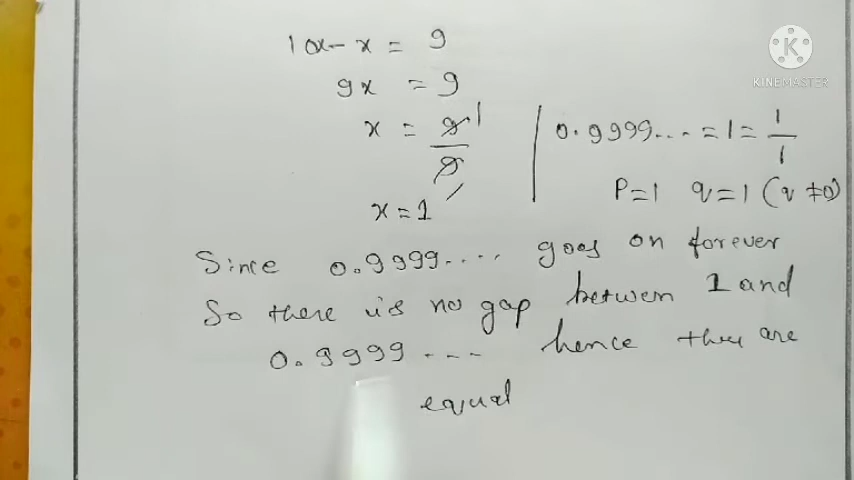 10x - x = 9
9x = 9
x = 9/9 1
x = 1
0.9999... = 1 = 1/1
P=1 q=1 (q ≠0)
Since 0.9999.... goes on forever
So there is no gap between 1 and
0.9999... hence they are
equal
K
KINEMASTER